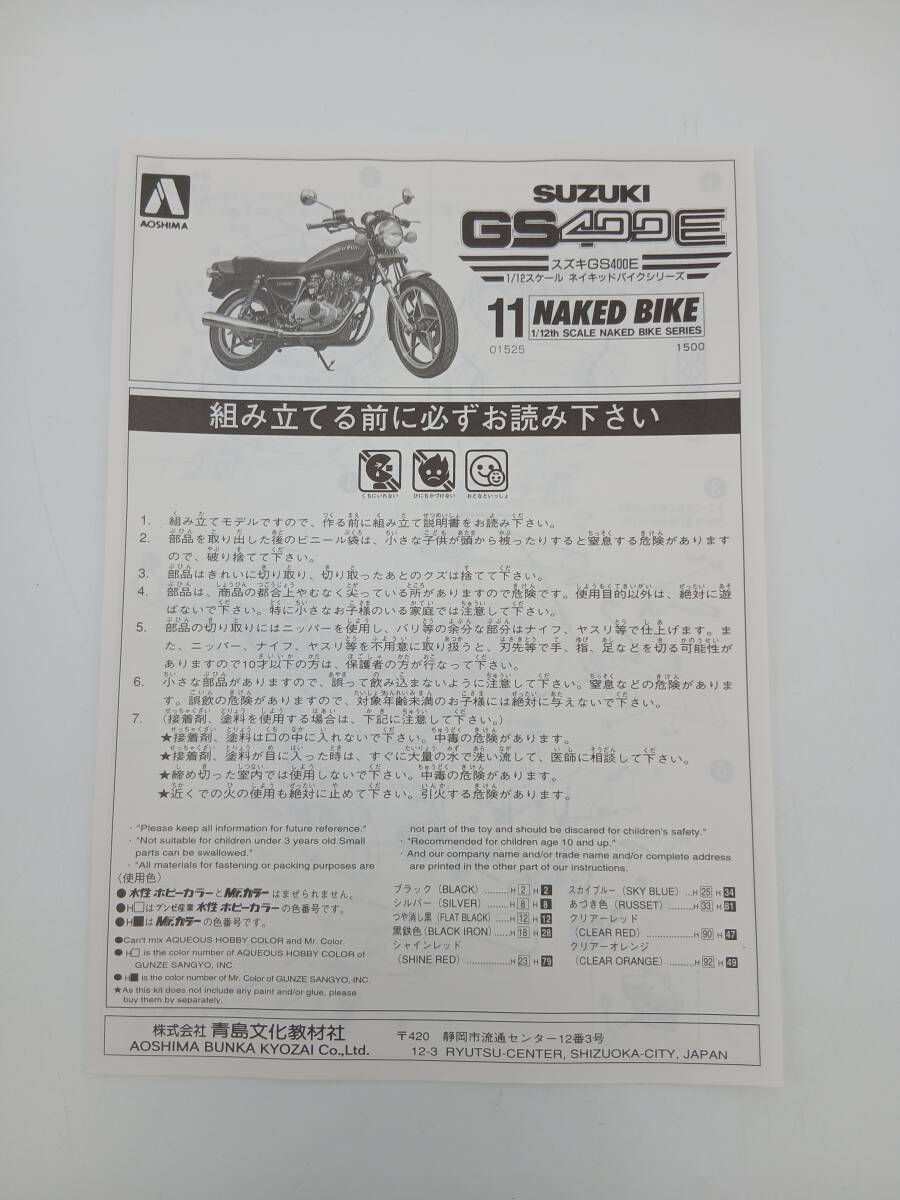 AOSHIMA
SUZUKI
GS400E
スズキGS400E
1/12スケール ネイキッドバイクシリーズ
11 NAKED BIKE
1/12th SCALE NAKED BIKE SERIES
01525 1500
組み立てる前に必ずお読み下さい
くちにいれない ひにちかづけない おとなといっしょ
1. 組み立てモデルですので、作る前に組み立て説明書をお読み下さい。
2. 部品を取り出した後のビニール袋は、小さな子供が頭から被ったりすると窒息する危険があります
ので、破り捨てて下さい。
3. 部品はきれいに切り取り、切り取ったあとのクズは捨てて下さい。
4. 部品は、商品の都合上やむなく尖っている所がありますので危険です。使用目的以外は、絶対に遊
ばないで下さい。特に小さなお子様のいる家庭では注意して下さい。
5. 部品の切り取りにはニッパーを使用し、バリ等の余分な部分はナイフ、ヤスリ等で仕上げます。ま
た、ニッパー、ナイフ、ヤスリ等を不用意に取り扱うと、刃先等で手、指、足などを切る可能性が
ありますので10才以下の方は、保護者の方が行なって下さい。
6. 小さな部品がありますので、誤って飲み込まないように注意して下さい。窒息などの危険がありま
す。誤飲の危険がありますので、対象年齢未満のお子様には絶対に与えないで下さい。
7. (接着剤、塗料を使用する場合は、下記に注意して下さい。)
★接着剤、塗料は口の中に入れないで下さい。中毒の危険があります。
★接着剤、塗料が目に入った時は、すぐに大量の水で洗い流して、医師に相談して下さい。
★締め切った室内では使用しないで下さい。中毒の危険があります。
★近くでの火の使用も絶対に止めて下さい。引火する危険があります。
· "Please keep all information for future reference."
· "Not suitable for children under 3 years old.Small
parts can be swallowed."
· "All materials for fastening or packing purposes are
not part of the toy and should be discared for children's safety."
· "Recommended for children age 10 and up."
· And our company name and/or trade name and/or complete address
are printed in the other part of our instructions.
〈使用色〉
●水性ホビーカラーとMr.カラーはまぜられません。
●H□はグンゼ産業水性ホビーカラーの色番号です。
●H■はMr.カラーの色番号です。
●Can't mix AQUEOUS HOBBY COLOR and Mr. Color.
●H□ is the color number of AQUEOUS HOBBY COLOR of
GUNZE SANGYO, INC.
●H■ is the color number of Mr. Color of GUNZE SANGYO, INC.
★As this kit does not include any paint and/or glue, please
buy them by separately.
ブラック (BLACK) .........H 2 H 2
シルバー (SILVER) .........H 8 H 8
つや消し黒 (FLAT BLACK) ......H 12 H 12
黒鉄色 (BLACK IRON) ......H 18 H 28
シャインレッド
(SHINE RED) ............H 23 H 79
スカイブルー (SKY BLUE) ...H 25 H 34
あづき色 (RUSSET) .........H 33 H 81
クリアーレッド
(CLEAR RED) ............H 90 H 47
クリアーオレンジ
(CLEAR ORANGE) .........H 92 H 49
株式会社 青島文化教材社
AOSHIMA BUNKA KYOZAI Co.,Ltd.
〒420 静岡市流通センター12番3号
12-3 RYUTSU-CENTER, SHIZUOKA-CITY, JAPAN